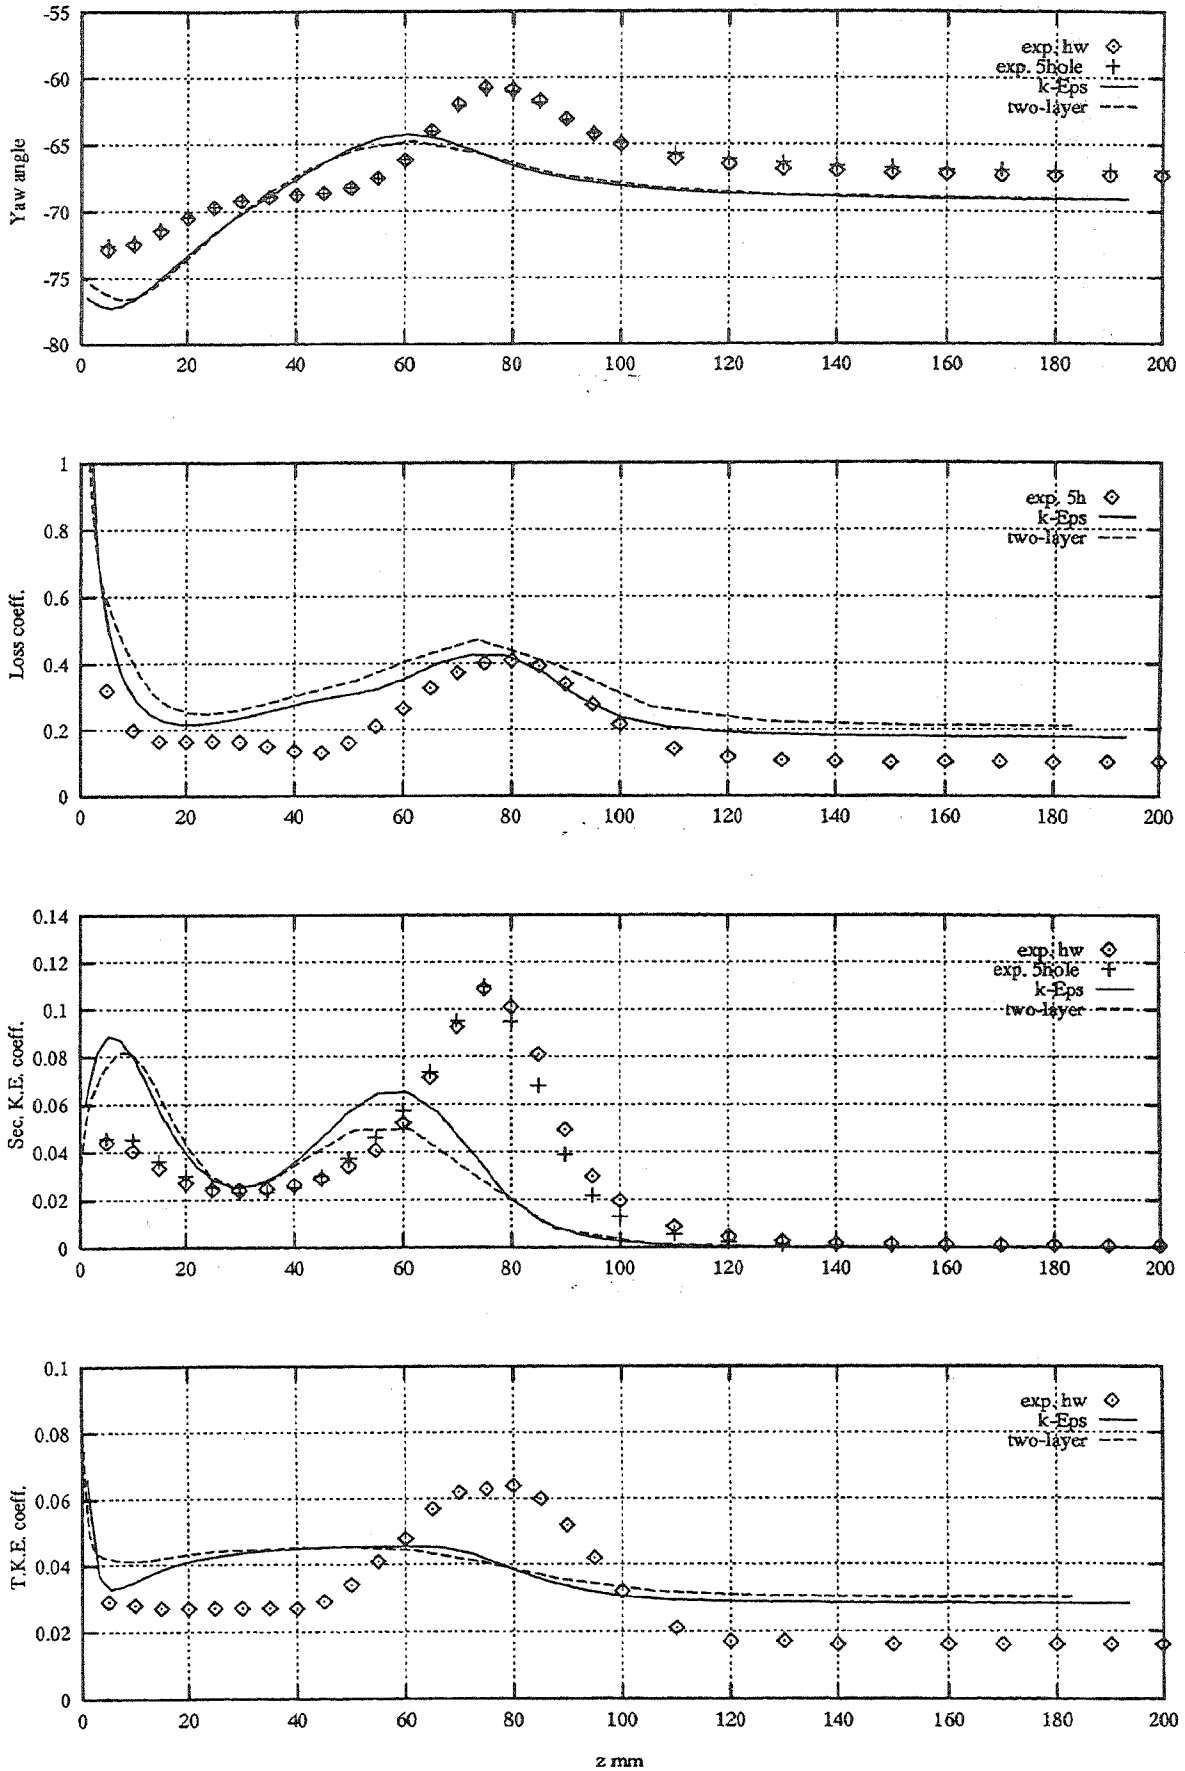 -55
-60
-65
-70
-75
-80
Yaw angle
exp. hw
exp. 5hole
k-Eps
two-layer
0 20 40 60 80 100 120 140 160 180 200
1
0.8
0.6
0.4
0.2
0
Loss coeff.
exp. 5h
k-Eps
two-layer
0 20 40 60 80 100 120 140 160 180 200
0.14
0.12
0.1
0.08
0.06
0.04
0.02
0
Sec. K.E. coeff.
exp. hw
exp. 5hole
k-Eps
two-layer
0 20 40 60 80 100 120 140 160 180 200
0.1
0.08
0.06
0.04
0.02
0
T.K.E. coeff.
exp. hw
k-Eps
two-layer
0 20 40 60 80 100 120 140 160 180 200
z mm